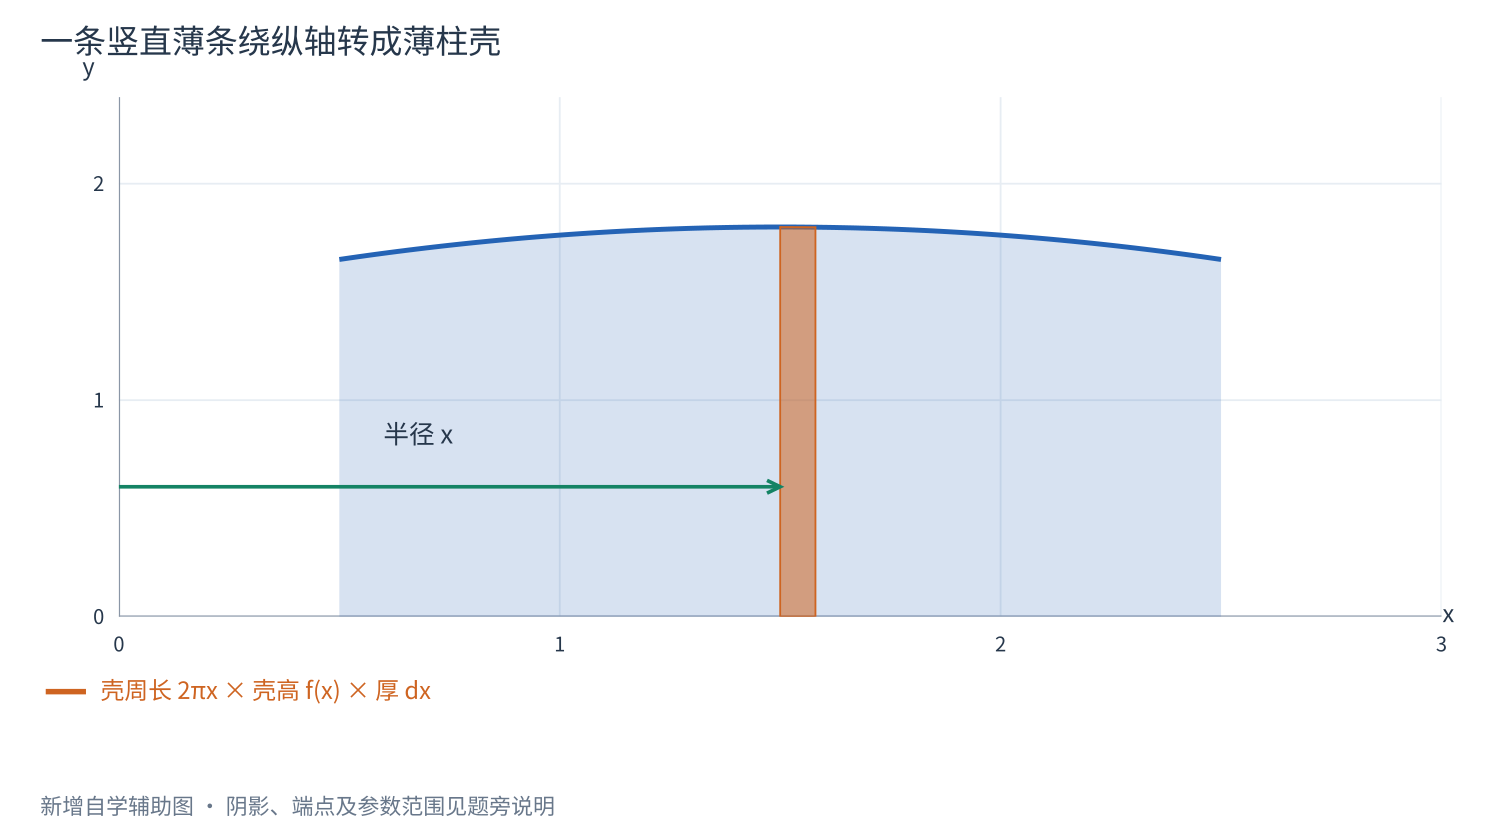 一条竖直薄条绕纵轴转成薄柱壳
y
2
1
半径 x
0
x
0 1 2 3
壳周长 2πx × 壳高 f(x) × 厚 dx
新增自学辅助图 · 阴影、端点及参数范围见题旁说明